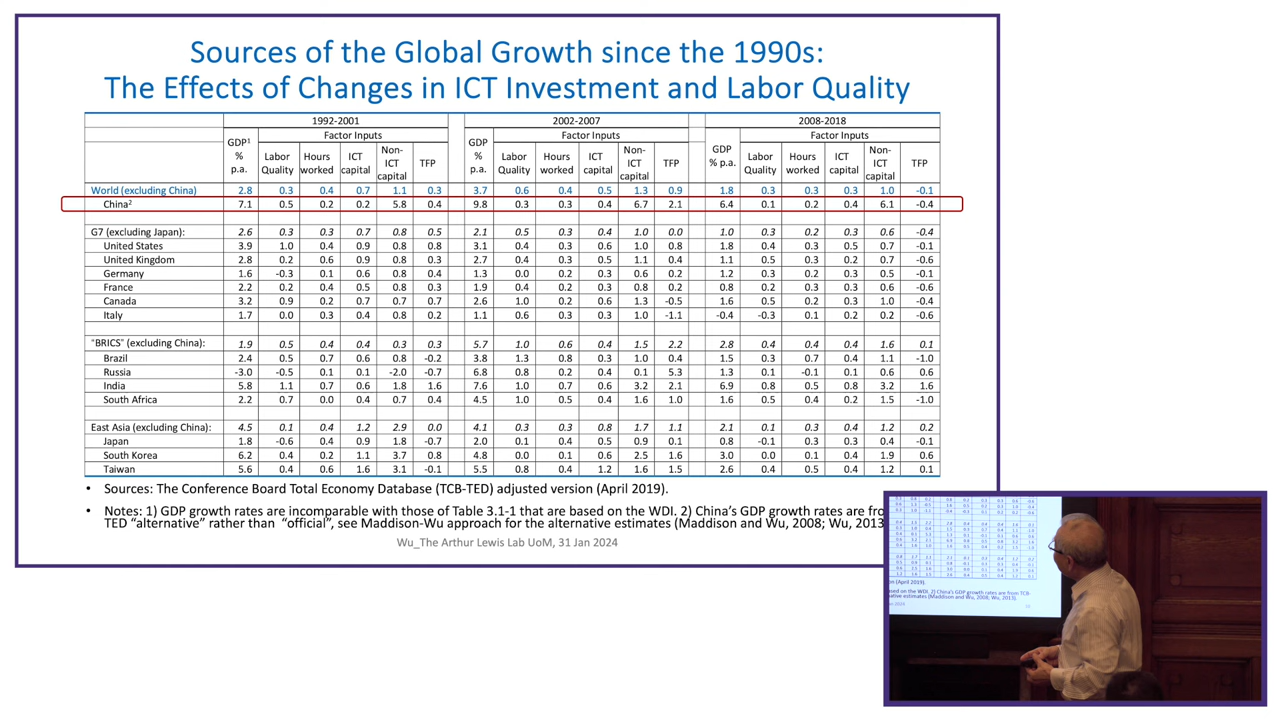 Sources of the Global Growth since the 1990s:
The Effects of Changes in ICT Investment and Labor Quality
1992-2001 2002-2007 2008-2018
GDP¹ % p.a. Factor Inputs GDP % p.a. Factor Inputs GDP % p.a. Factor Inputs
Labor Quality Hours worked ICT capital Non-ICT capital TFP Labor Quality Hours worked ICT capital Non-ICT capital TFP Labor Quality Hours worked ICT capital Non-ICT capital TFP
World (excluding China) 2.8 0.3 0.4 0.7 1.1 0.3 3.7 0.6 0.4 0.5 1.3 0.9 1.8 0.3 0.3 0.3 1.0 -0.1
China² 7.1 0.5 0.2 0.2 5.8 0.4 9.8 0.3 0.3 0.4 6.7 2.1 6.4 0.1 0.2 0.4 6.1 -0.4
G7 (excluding Japan): 2.6 0.3 0.3 0.7 0.8 0.5 2.1 0.5 0.3 0.4 1.0 0.0 1.0 0.3 0.2 0.3 0.6 -0.4
United States 3.9 1.0 0.4 0.9 0.8 0.8 3.1 0.4 0.3 0.6 1.0 0.8 1.8 0.4 0.3 0.5 0.7 -0.1
United Kingdom 2.8 0.2 0.6 0.9 0.8 0.3 2.7 0.4 0.3 0.5 1.1 0.4 1.1 0.5 0.3 0.2 0.7 -0.6
Germany 1.6 -0.3 0.1 0.6 0.8 0.4 1.3 0.0 0.2 0.3 0.6 0.2 1.2 0.3 0.2 0.3 0.5 -0.1
France 2.2 0.2 0.4 0.5 0.8 0.3 1.9 0.4 0.2 0.3 0.8 0.2 0.8 0.2 0.3 0.3 0.6 -0.6
Canada 3.2 0.9 0.2 0.7 0.7 0.7 2.6 1.0 0.2 0.6 1.3 -0.5 1.6 0.5 0.2 0.3 1.0 -0.4
Italy 1.7 0.0 0.3 0.4 0.8 0.2 1.1 0.6 0.3 0.3 1.0 -1.1 -0.4 -0.3 0.1 0.2 0.2 -0.6
"BRICS" (excluding China): 1.9 0.5 0.4 0.4 0.3 0.3 5.7 1.0 0.6 0.4 1.5 2.2 2.8 0.4 0.4 0.4 1.6 0.1
Brazil 2.4 0.5 0.7 0.6 0.8 -0.2 3.8 1.3 0.8 0.3 1.0 0.4 1.5 0.3 0.7 0.4 1.1 -1.0
Russia -3.0 -0.5 0.1 0.1 -2.0 -0.7 6.8 0.8 0.2 0.4 0.1 5.3 1.3 0.1 -0.1 0.1 0.6 0.6
India 5.8 1.1 0.7 0.6 1.8 1.6 7.6 1.0 0.7 0.6 3.2 2.1 6.9 0.8 0.5 0.8 3.2 1.6
South Africa 2.2 0.7 0.0 0.4 0.7 0.4 4.5 1.0 0.5 0.4 1.6 1.0 1.6 0.5 0.4 0.2 1.5 -1.0
East Asia (excluding China): 4.5 0.1 0.4 1.2 2.9 0.0 4.1 0.3 0.3 0.8 1.7 1.1 2.1 0.1 0.3 0.4 1.2 0.2
Japan 1.8 -0.6 0.4 0.9 1.8 -0.7 2.0 0.1 0.4 0.5 0.9 0.1 0.8 -0.1 0.3 0.3 0.4 -0.1
South Korea 6.2 0.4 0.2 1.1 3.7 0.8 4.8 0.0 0.1 0.6 2.5 1.6 3.0 0.0 0.1 0.4 1.9 0.6
Taiwan 5.6 0.4 0.6 1.6 3.1 -0.1 5.5 0.8 0.4 1.2 1.6 1.5 2.6 0.4 0.5 0.4 1.2 0.1
• Sources: The Conference Board Total Economy Database (TCB-TED) adjusted version (April 2019).
• Notes: 1) GDP growth rates are incomparable with those of Table 3.1-1 that are based on the WDI. 2) China's GDP growth rates are fro
TED "alternative" rather than "official", see Maddison-Wu approach for the alternative estimates (Maddison and Wu, 2008; Wu, 2013
Wu_The Arthur Lewis Lab UoM, 31 Jan 2024
(April 2019).
ased on the WDI. 2) China's GDP growth rates are from TCB-
ative estimates (Maddison and Wu, 2008; Wu, 2013).